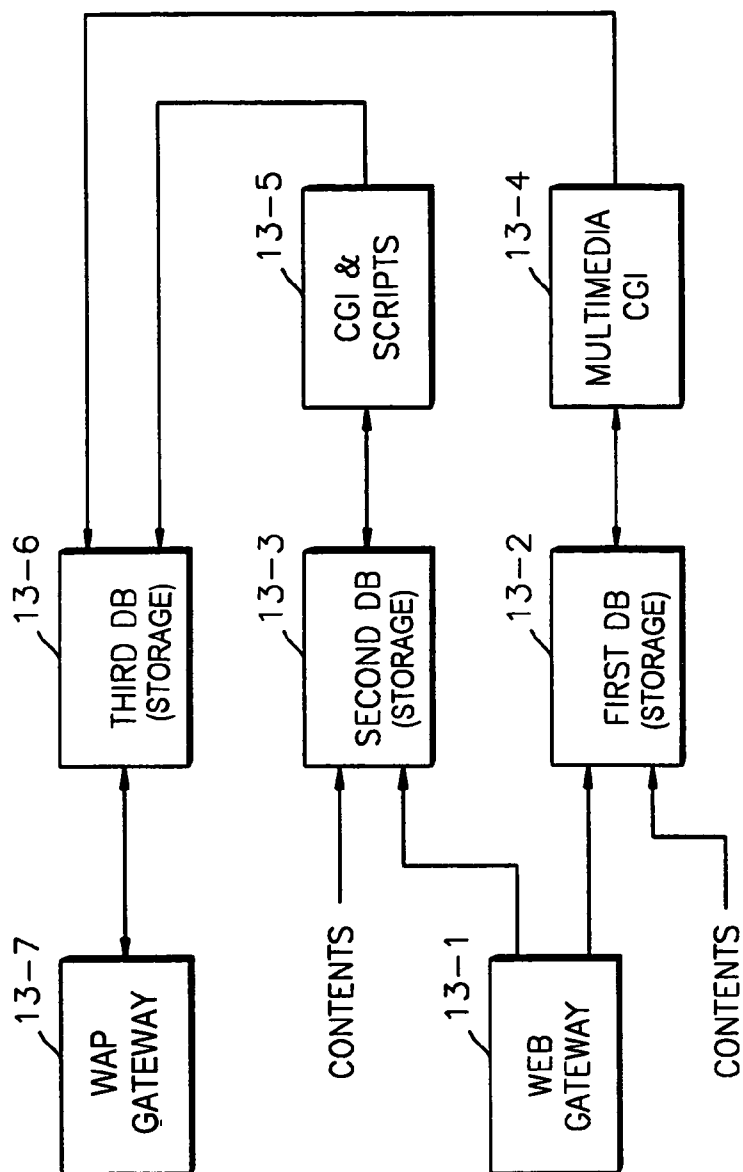 13-7
WAP
GATEWAY
13-6
THIRD DB
(STORAGE)
CONTENTS
13-3
SECOND DB
(STORAGE)
13-5
CGI &
SCRIPTS
13-1
WEB
GATEWAY
13-2
FIRST DB
(STORAGE)
13-4
MULTIMEDIA
CGI
CONTENTS